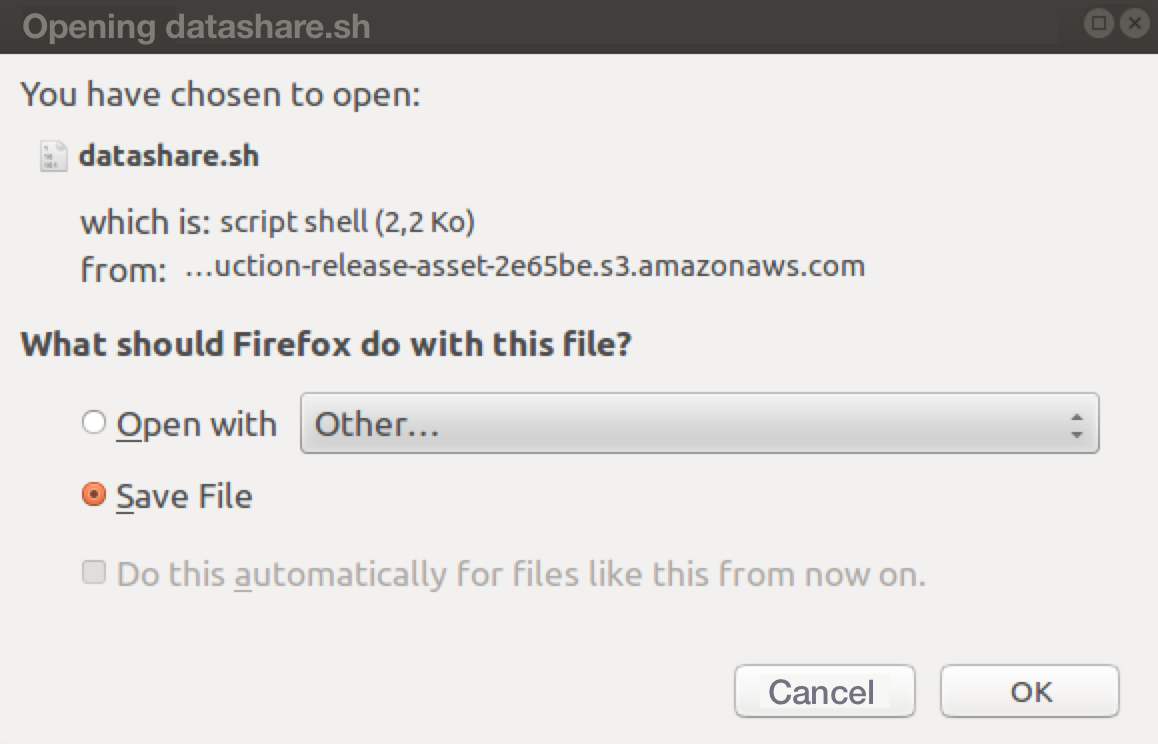 Opening datashare.sh
You have chosen to open:
datashare.sh
which is: script shell (2,2 Ko)
from: ...uction-release-asset-2e65be.s3.amazonaws.com
What should Firefox do with this file?
Open with Other...
Save File
Do this automatically for files like this from now on.
Cancel OK